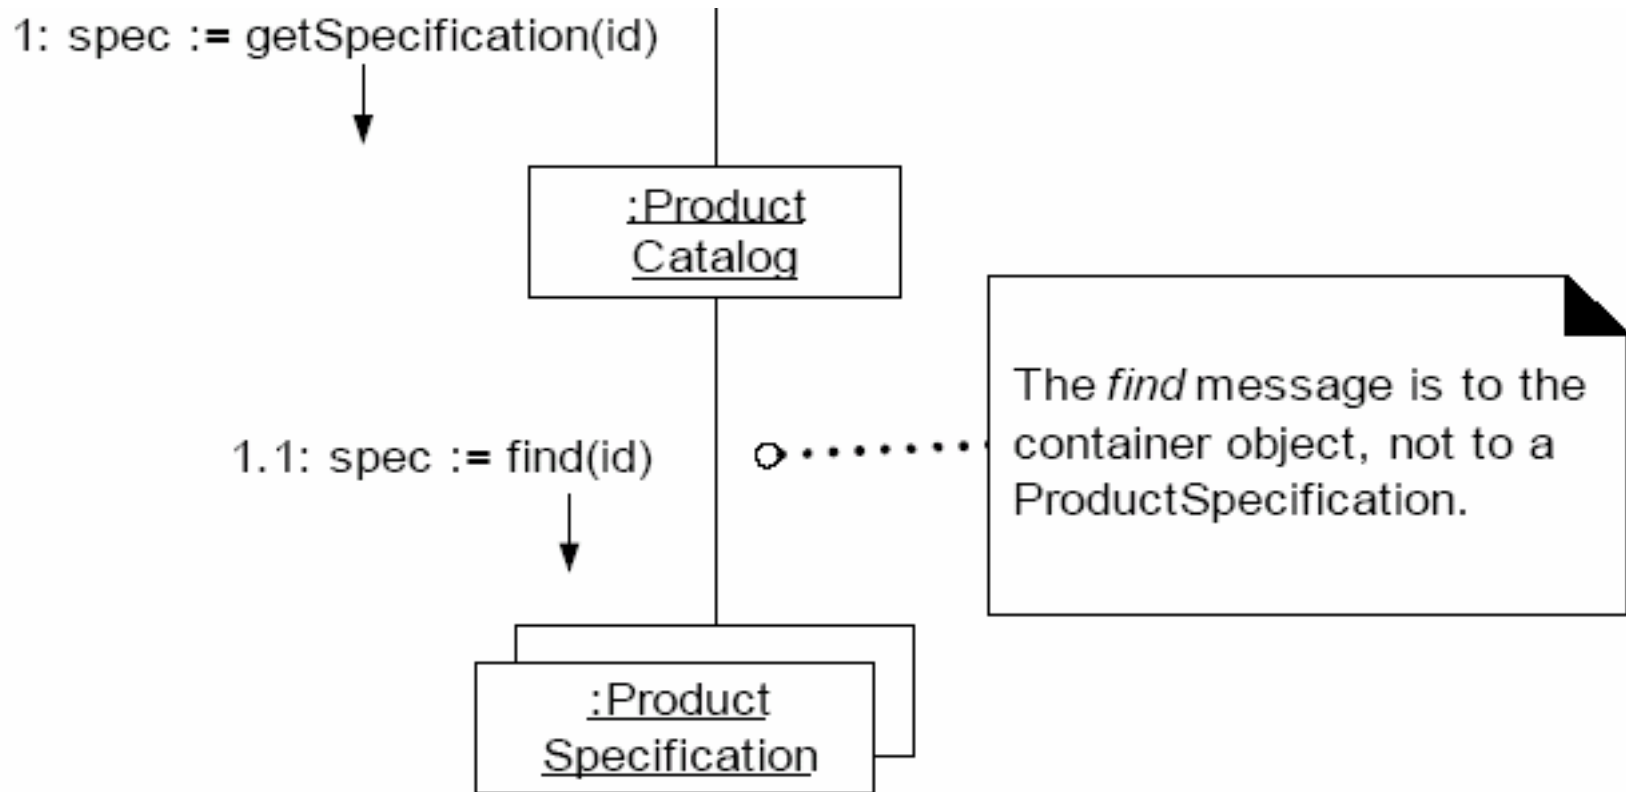 1: spec := getSpecification(id)
:Product
Catalog
The find message is to the
container object, not to a
ProductSpecification.
1.1: spec := find(id)
:Product
Specification